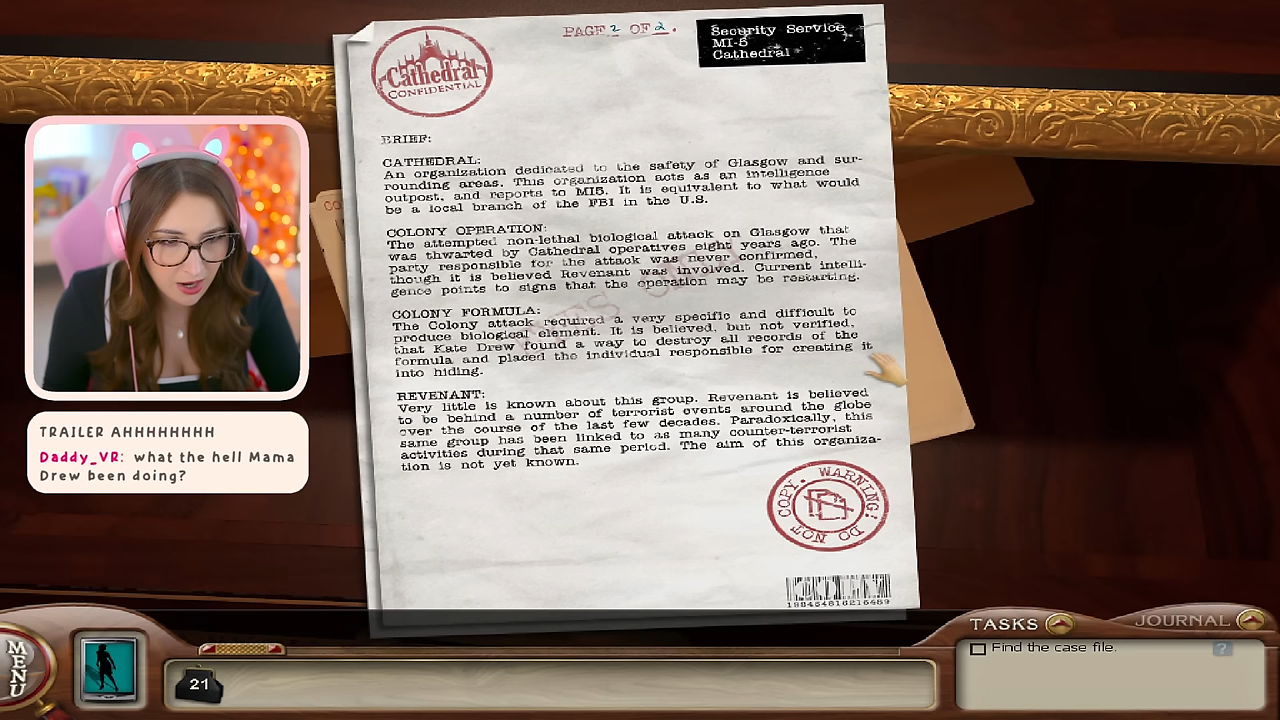 PAGE 2 OF 2.
Security Service
MI-5
Cathedral
Cathedral
CONFIDENTIAL
BRIEF:
CATHEDRAL:
An organization dedicated to the safety of Glasgow and sur-
rounding areas. This organization acts as an intelligence
outpost, and reports to MI5. It is equivalent to what would
be a local branch of the FBI in the U.S.
COLONY OPERATION:
The attempted non-lethal biological attack on Glasgow that
was thwarted by Cathedral operatives eight years ago. The
party responsible for the attack was never confirmed,
though it is believed Revenant was involved. Current intelli-
gence points to signs that the operation may be restarting.
COLONY FORMULA:
The Colony attack required a very specific and difficult to
produce biological element. It is believed, but not verified,
that Kate Drew found a way to destroy all records of the
formula and placed the individual responsible for creating it
into hiding.
REVENANT:
Very little is known about this group. Revenant is believed
to be behind a number of terrorist events around the globe
over the course of the last few decades. Paradoxically, this
same group has been linked to as many counter-terrorist
activities during that same period. The aim of this organiza-
tion is not yet known.
COPY. WARNING! DO NOT
TRAILER AHHHHHHHH
Daddy_VR: what the hell Mama
Drew been doing?
MENU
21
TASKS
JOURNAL
Find the case file.
?